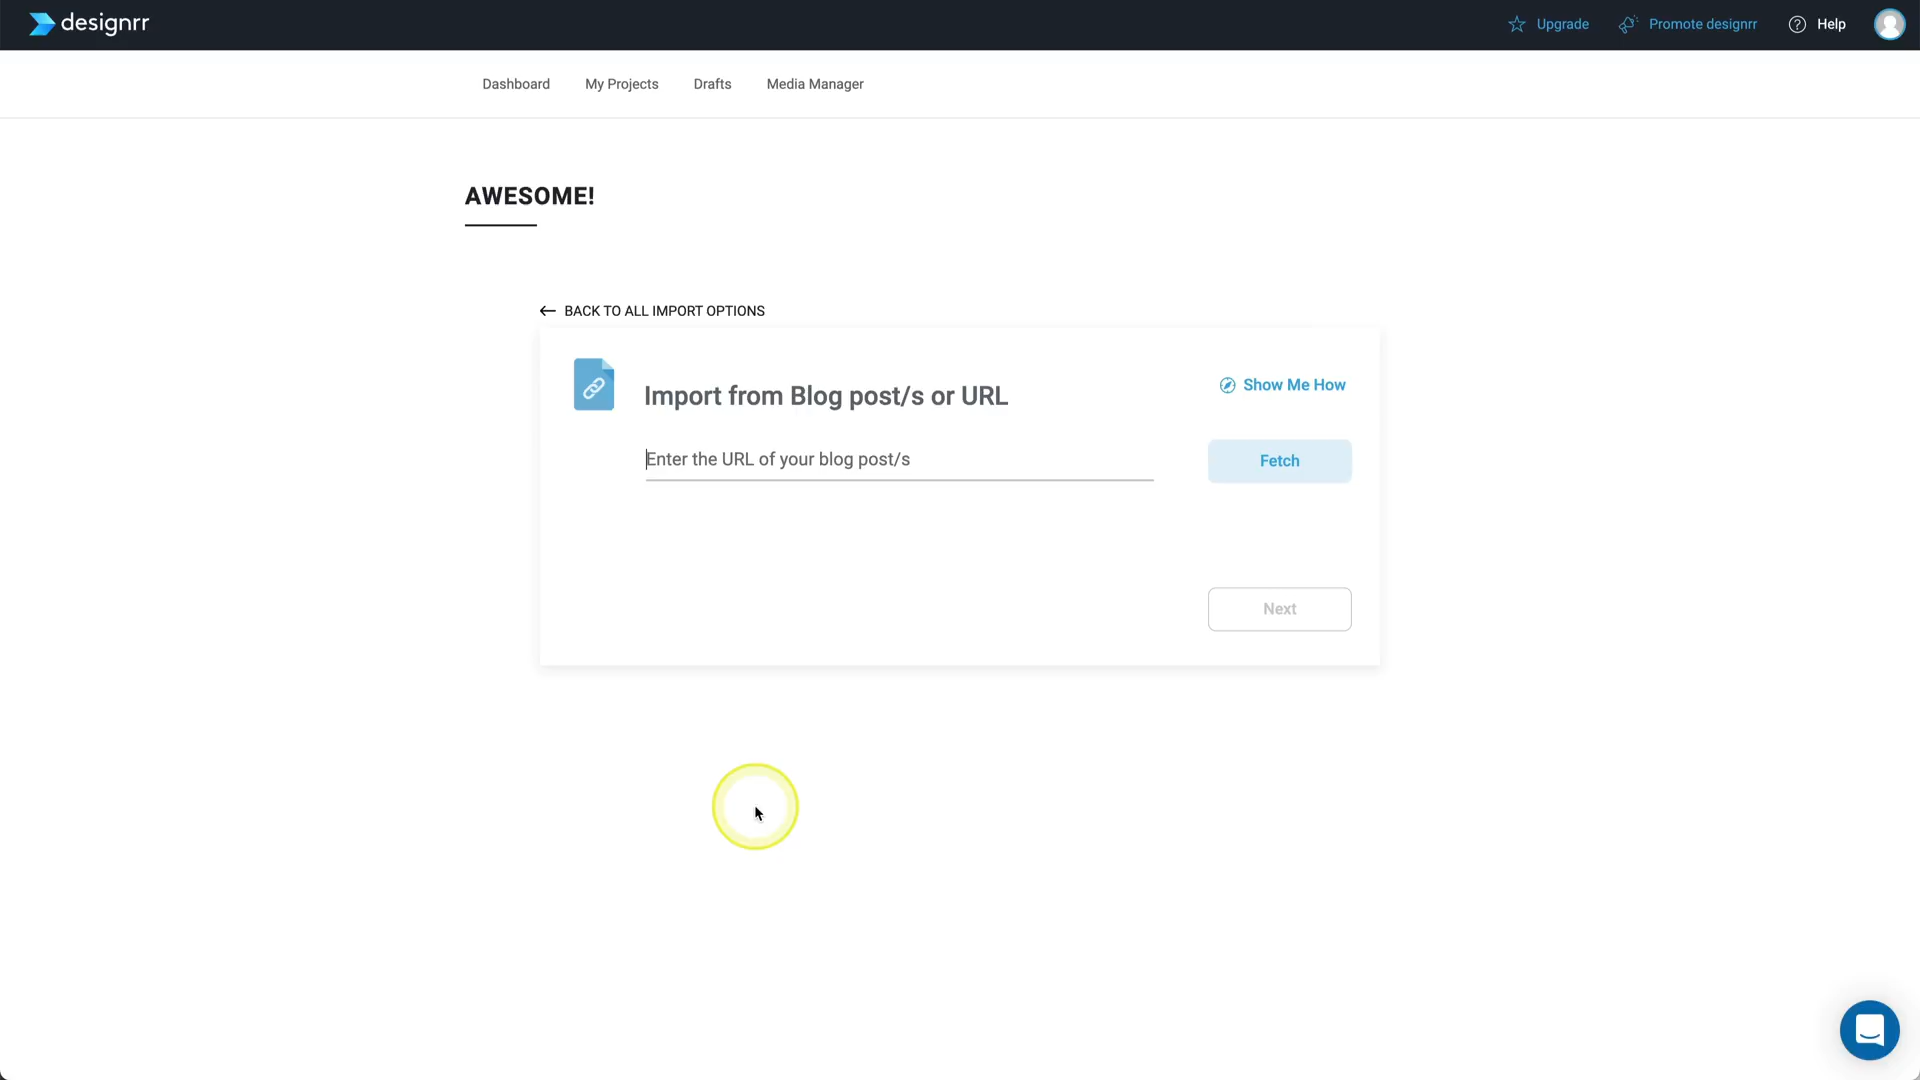 designrr
Upgrade
Promote designrr
Help
Dashboard
My Projects
Drafts
Media Manager
AWESOME!
BACK TO ALL IMPORT OPTIONS
Import from Blog post/s or URL
Show Me How
Enter the URL of your blog post/s
Fetch
Next